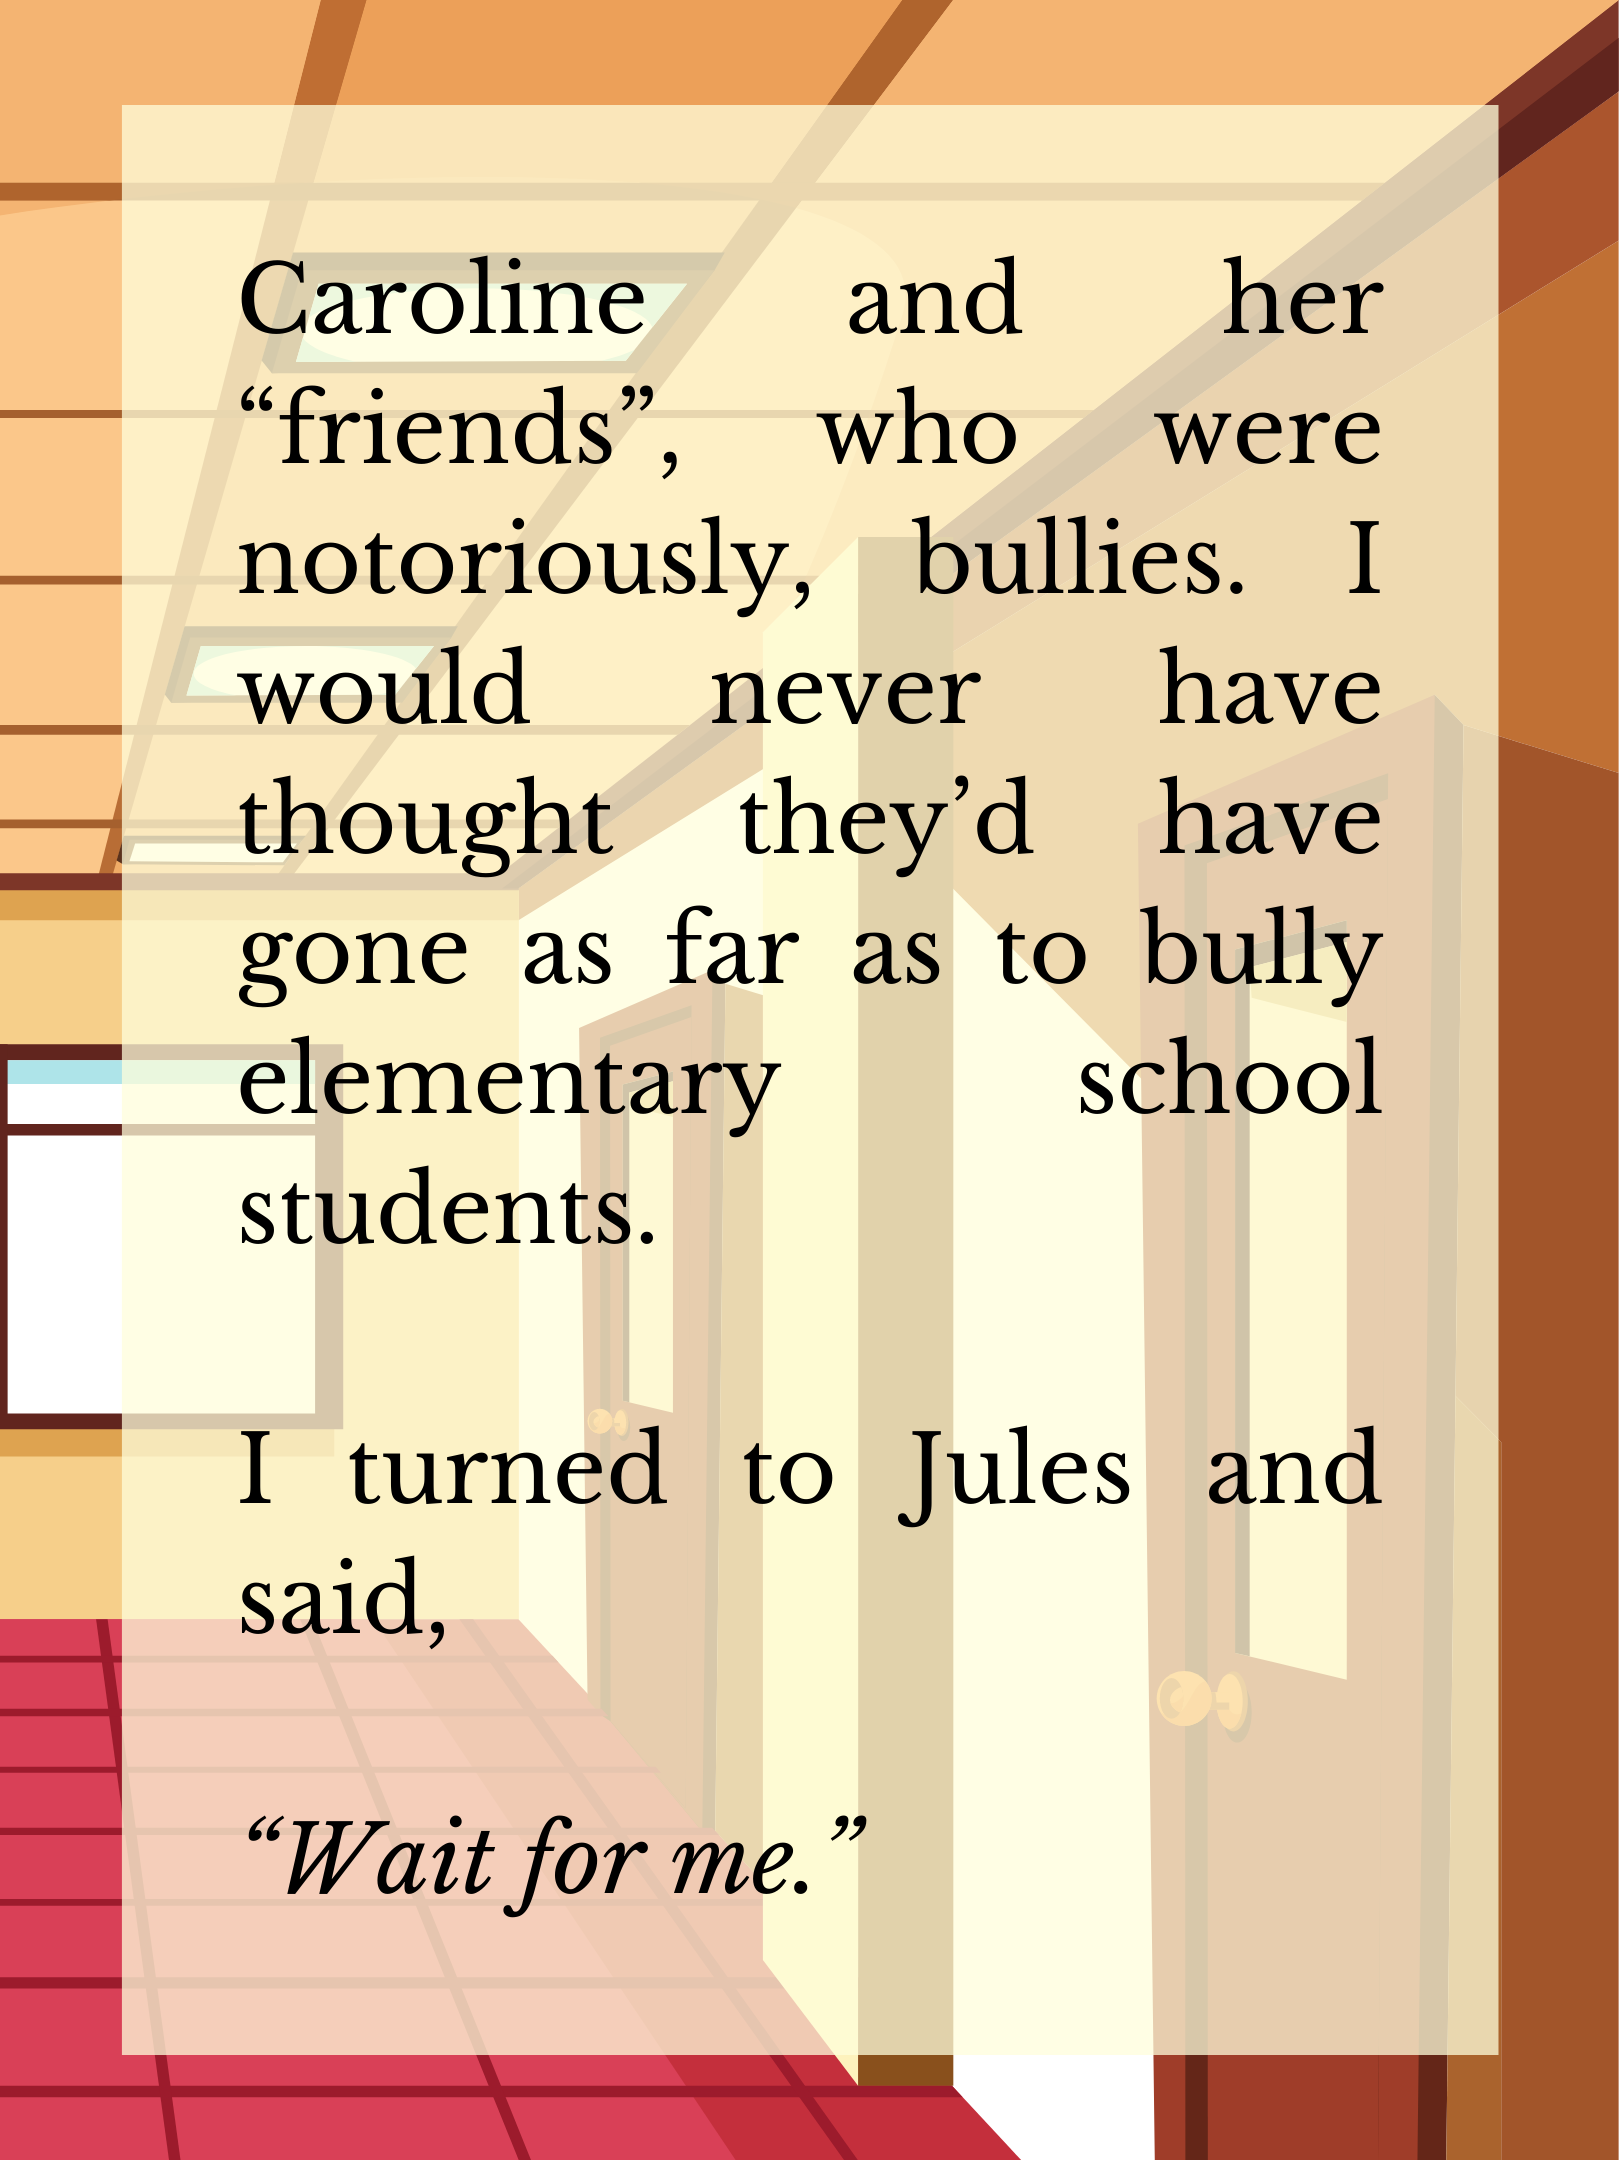 Caroline and her
“friends”, who were
notoriously, bullies. I
would never have
thought they’d have
gone as far as to bully
elementary school
students.
I turned to Jules and
said,
“Wait for me.”